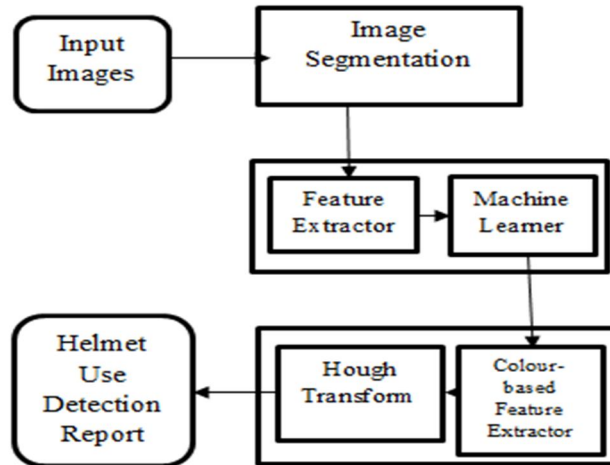 Input
Images
Image
Segmentation
Feature
Extractor
Machine
Learner
Colour-
based
Feature
Extractor
Hough
Transform
Helmet
Use
Detection
Report